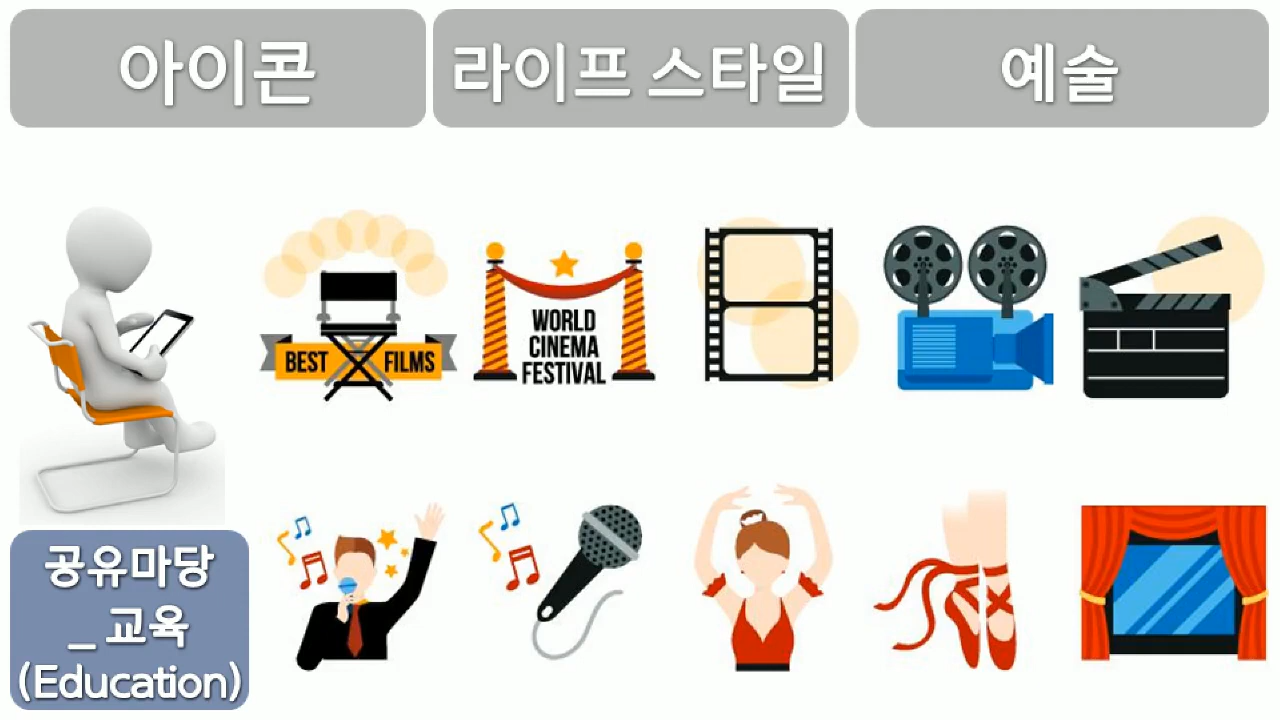 아이콘
라이프 스타일
예술
BEST FILMS
WORLD
CINEMA
FESTIVAL
공유마당
_ 교육
(Education)